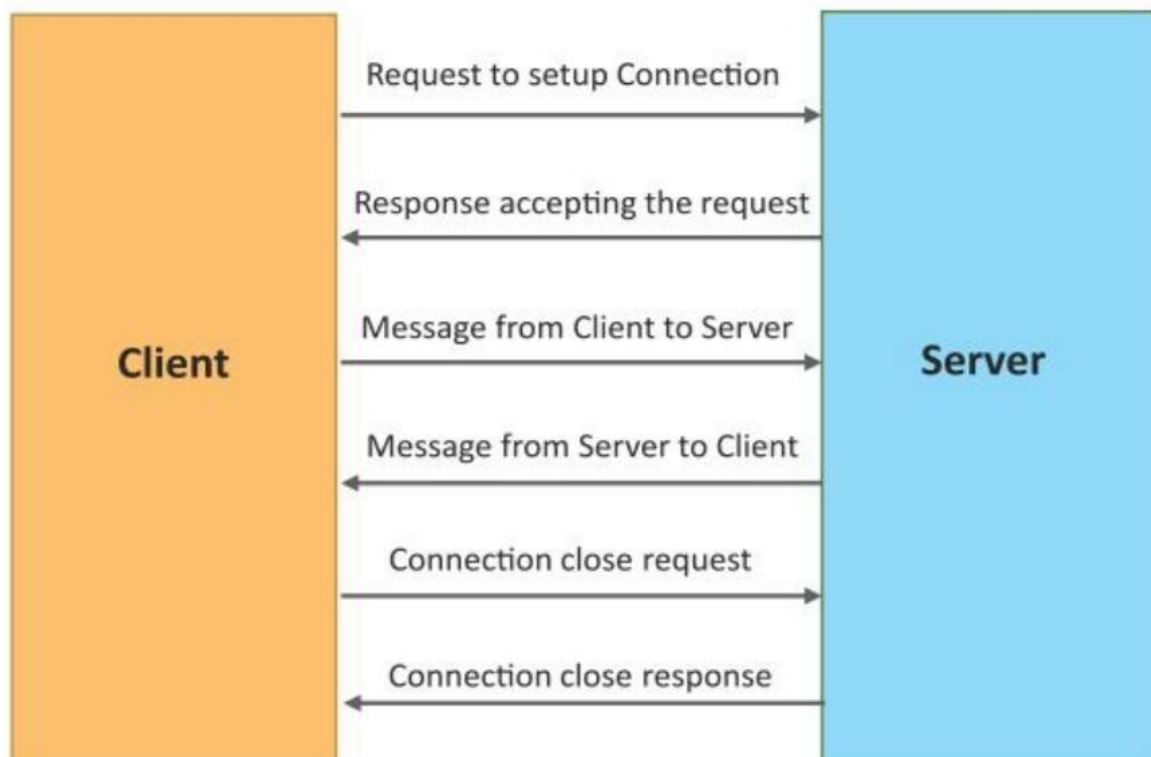 Request to setup Connection
Response accepting the request
Message from Client to Server
Client
Server
Message from Server to Client
Connection close request
Connection close response